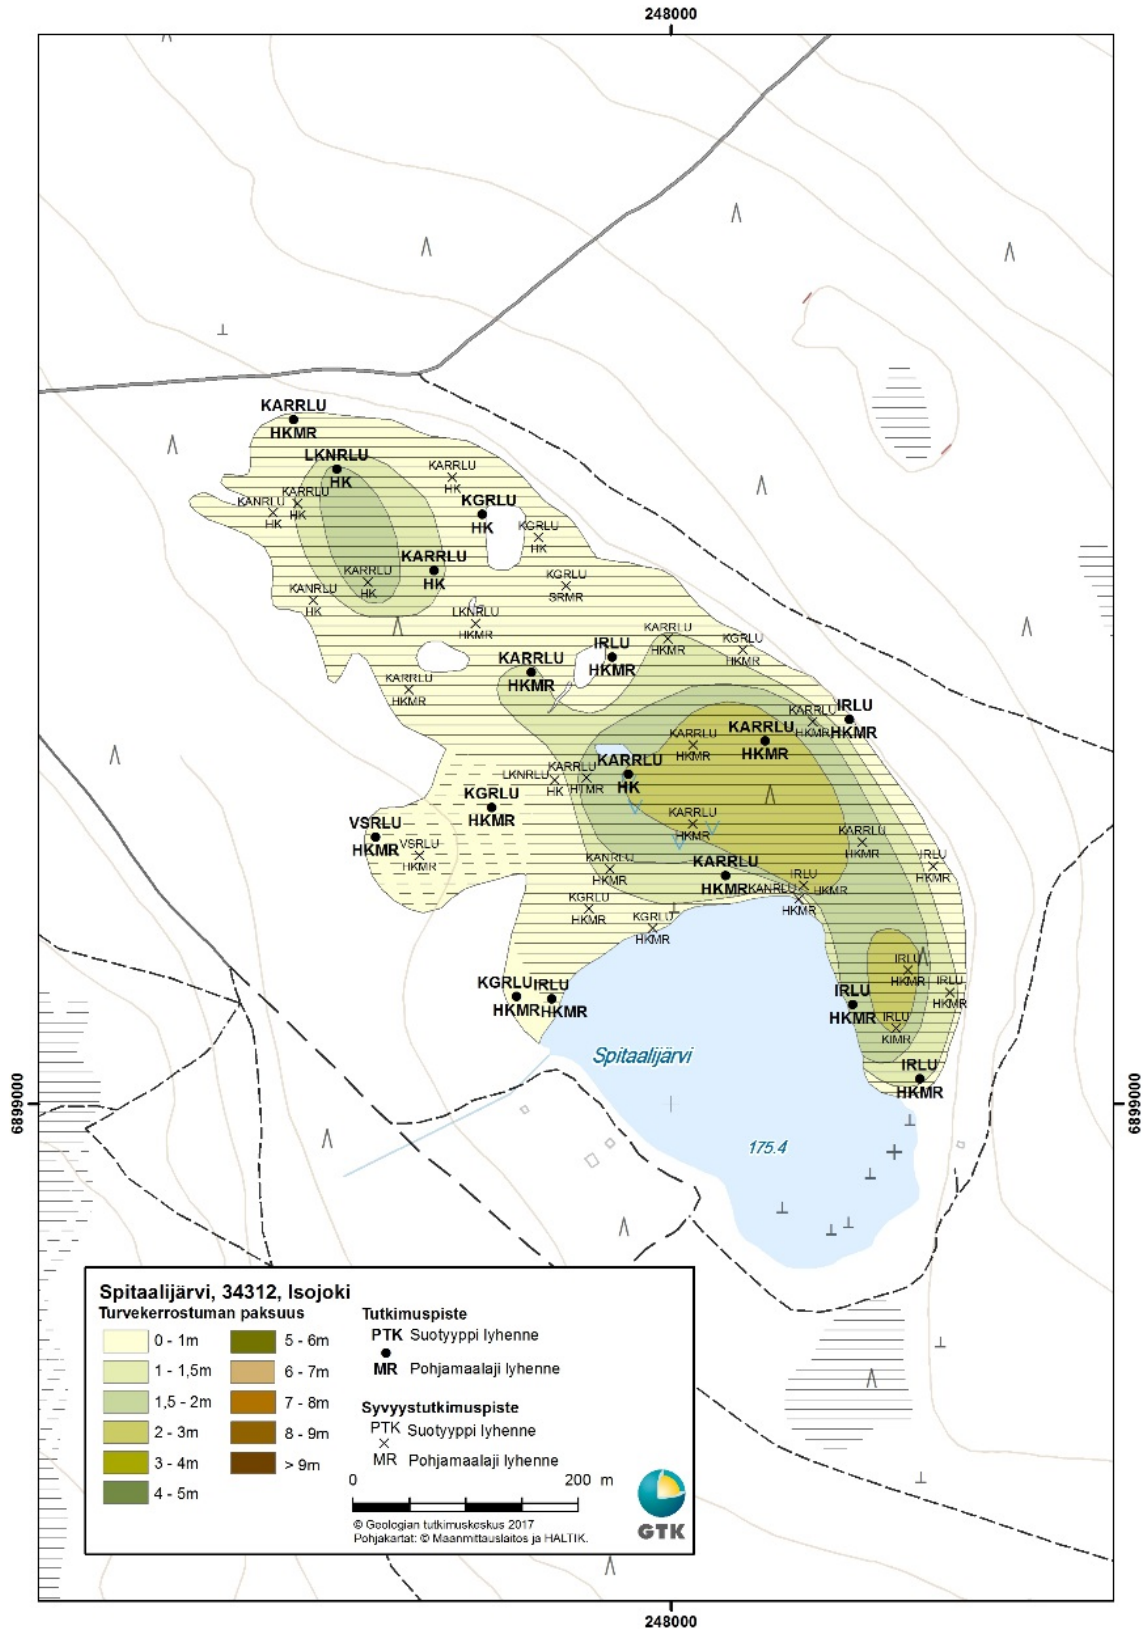 248000
KARRLU
HKMR
LKNRLU
HK
KARRLU
HK
KARRLU
HK
KANRLU
HK
KGRLU
HK
KGRLU
HK
KARRLU
HK
KARRLU
HK
KGRLU
SRMR
KANRLU
HK
LKNRLU
HKMR
KARRLU
HKMR
KGRLU
HKMR
IRLU
HKMR
KARRLU
HKMR
KARRLU
HKMR
KARRLU
HKMR
IRLU
HKMR
KARRLU
HKMR
KARRLU
HKMR
KARRLU
HK
KARRLU
HTMR
LKNRLU
HK
KGRLU
HKMR
VSRLU
HKMR
VSRLU
HKMR
KARRLU
HKMR
KARRLU
HKMR
IRLU
HKMR
KANRLU
HKMR
KARRLU
HKMR
IRLU
HKMR
KANRLU
HKMR
KGRLU
HKMR
KGRLU
HKMR
IRLU
HKMR
IRLU
HKMR
KGRLU
HKMR
IRLU
HKMR
IRLU
HKMR
IRLU
KIMR
IRLU
HKMR
Spitaalijärvi
175.4
6899000
6899000
Spitaalijärvi, 34312, Isojoki
Turvekerrostuman paksuus
0 - 1m
1 - 1,5m
1,5 - 2m
2 - 3m
3 - 4m
4 - 5m
5 - 6m
6 - 7m
7 - 8m
8 - 9m
> 9m
Tutkimuspiste
PTK Suotyyppi lyhenne
MR Pohjamaalaji lyhenne
Syvyystutkimuspiste
PTK Suotyyppi lyhenne
MR Pohjamaalaji lyhenne
0 200 m
© Geologian tutkimuskeskus 2017
Pohjakartat: © Maanmittauslaitos ja HALTIK.
GTK
248000